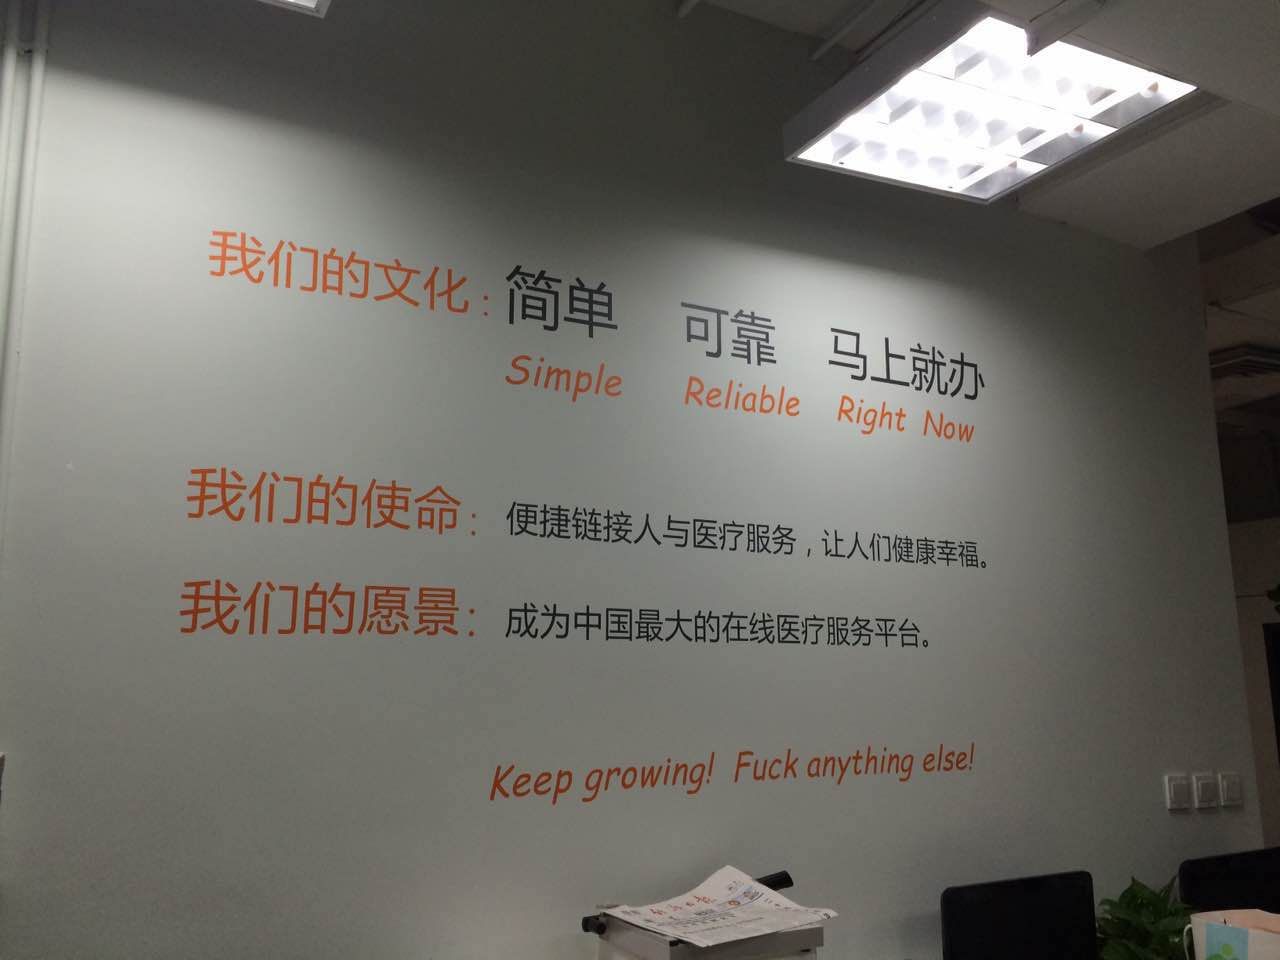 我们的文化：简单 可靠 马上就办
Simple Reliable Right Now
我们的使命：便捷链接人与医疗服务，让人们健康幸福。
我们的愿景：成为中国最大的在线医疗服务平台。
Keep growing! Fuck anything else!